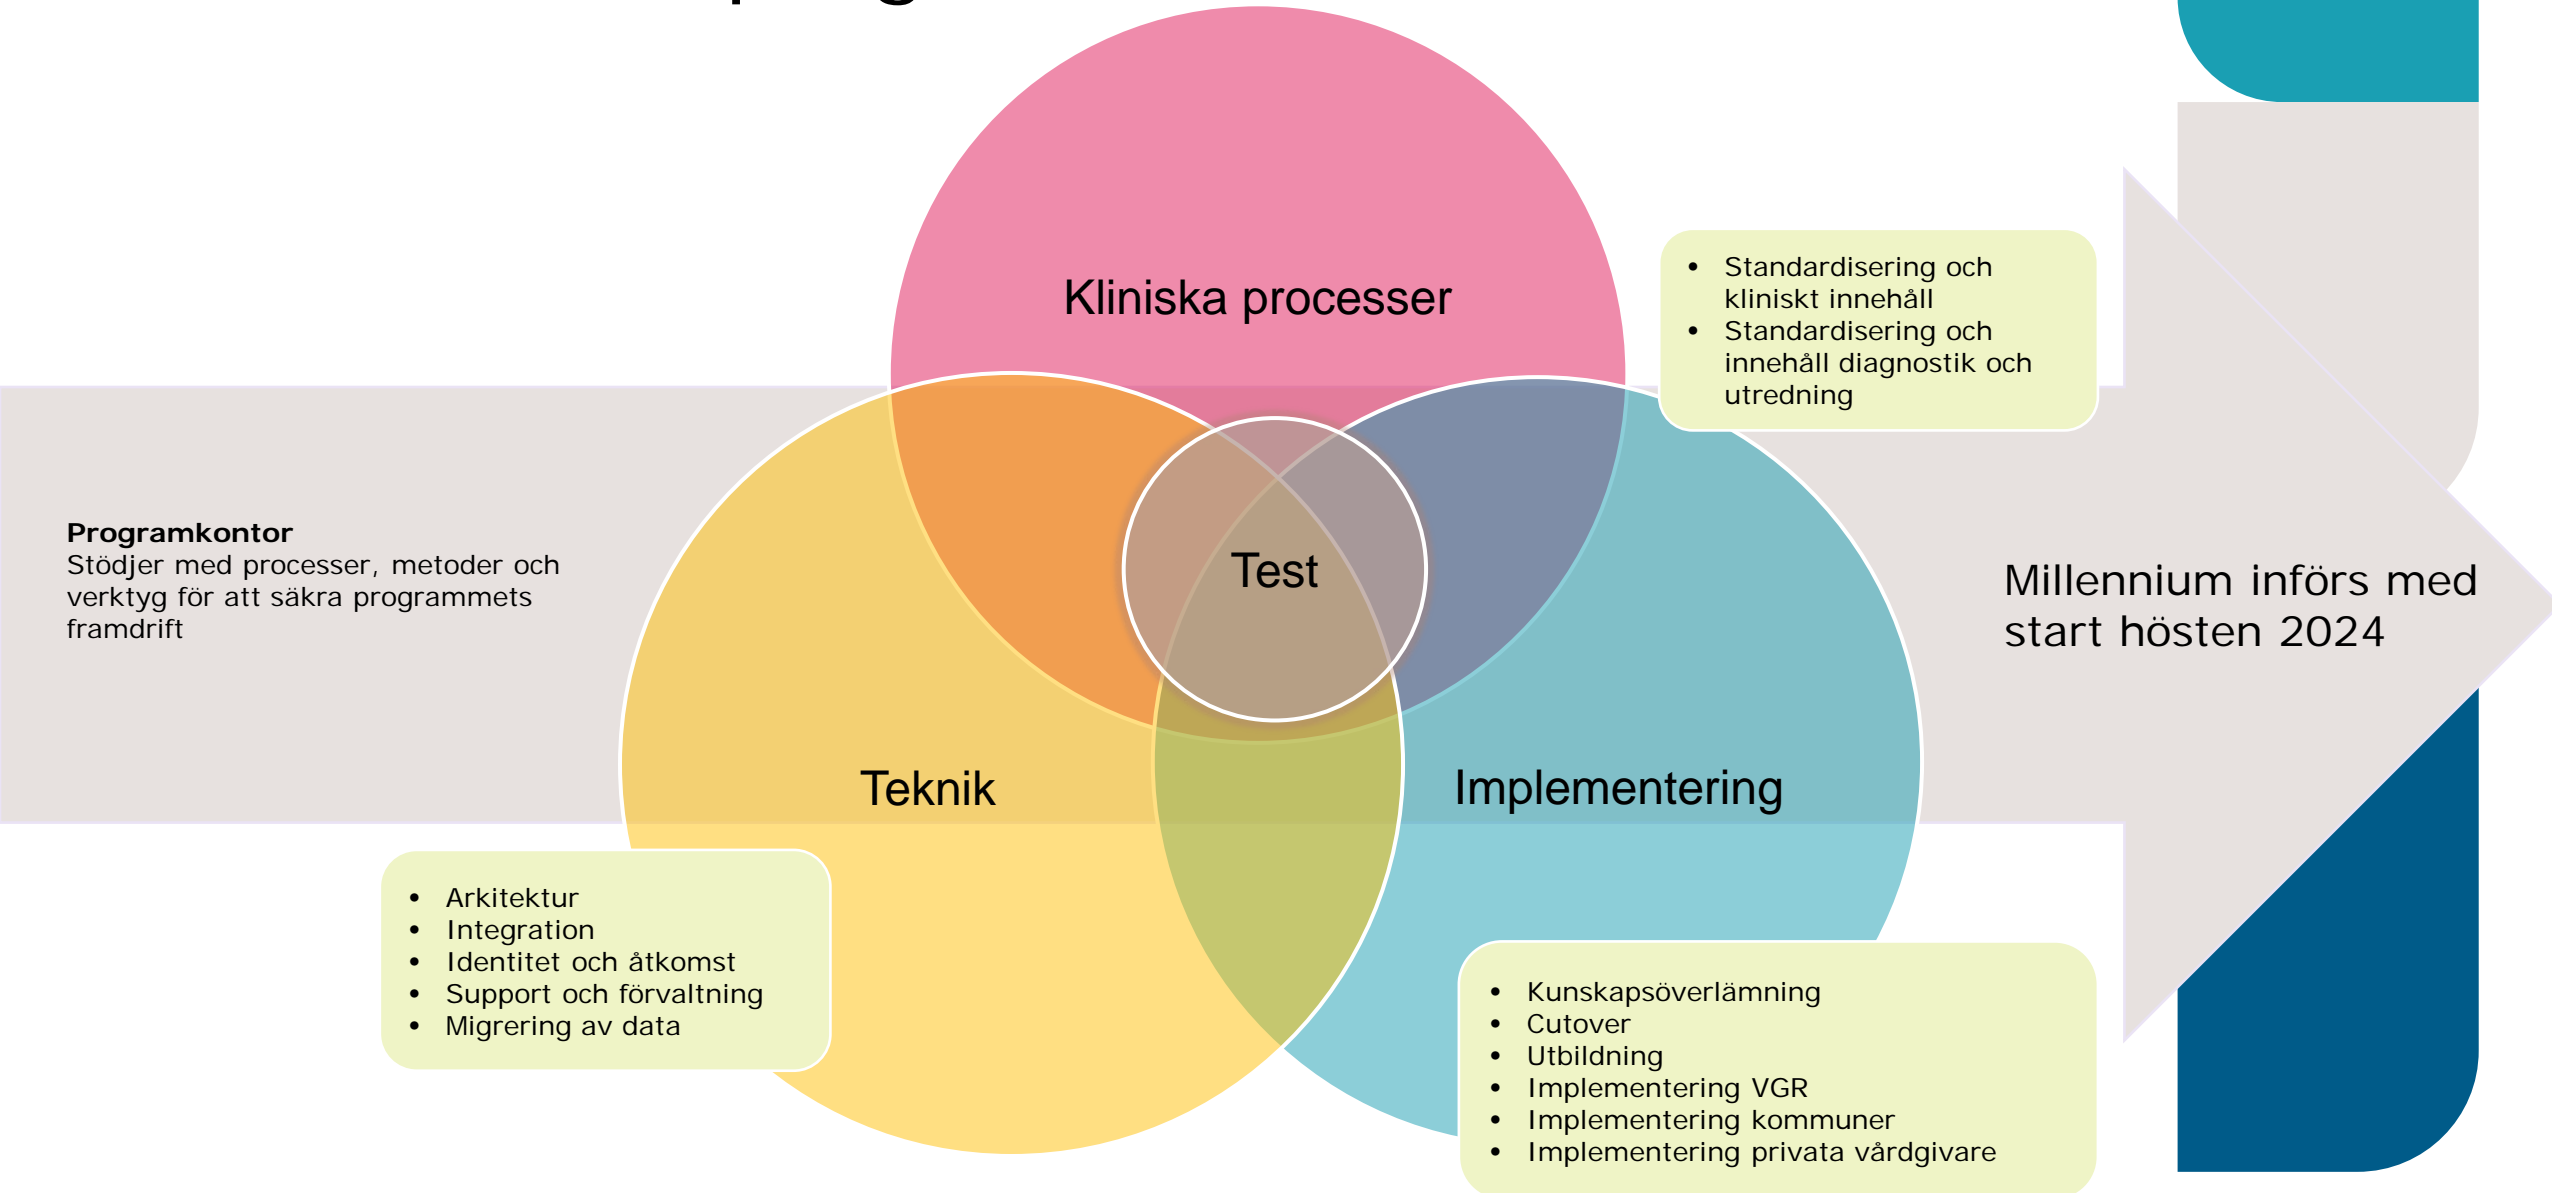 Kliniska processer
• Standardisering och
kliniskt innehåll
• Standardisering och
innehåll diagnostik och
utredning
Programkontor
Stödjer med processer, metoder och
verktyg för att säkra programmets
framdrift
Test
Millennium införs med
start hösten 2024
Teknik
Implementering
• Arkitektur
• Integration
• Identitet och åtkomst
• Support och förvaltning
• Migrering av data
• Kunskapsöverlämning
• Cutover
• Utbildning
• Implementering VGR
• Implementering kommuner
• Implementering privata vårdgivare